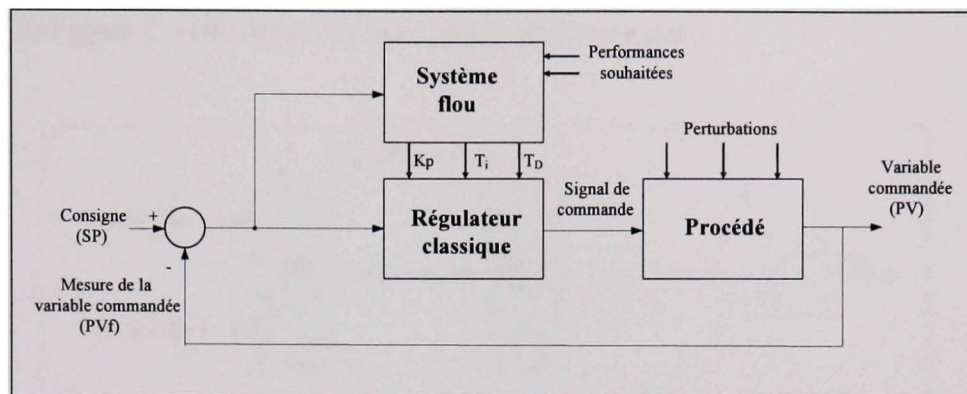 Système
flou
Performances
souhaitées
Kp
Ti
TD
Perturbations
Consigne
(SP)
+
-
Régulateur
classique
Signal de
commande
Procédé
Variable
commandée
(PV)
Mesure de la
variable commandée
(PVf)